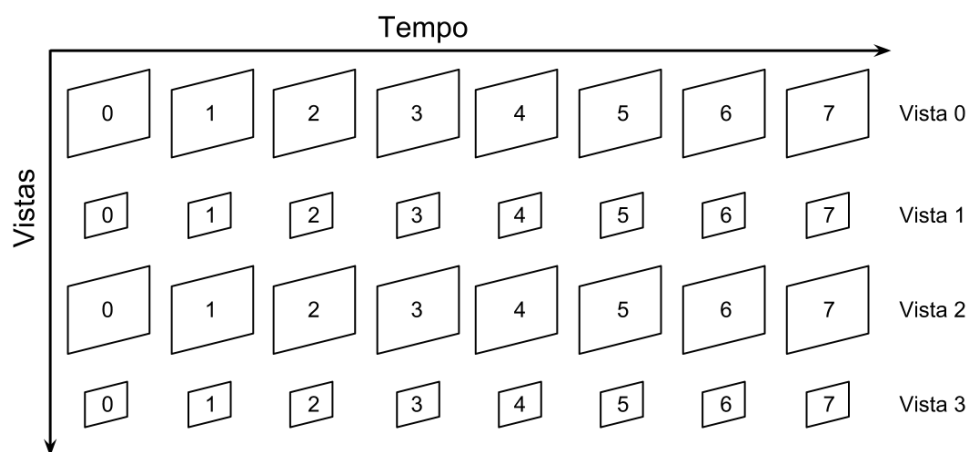 Tempo
Vistas
0 1 2 3 4 5 6 7 Vista 0
0 1 2 3 4 5 6 7 Vista 1
0 1 2 3 4 5 6 7 Vista 2
0 1 2 3 4 5 6 7 Vista 3